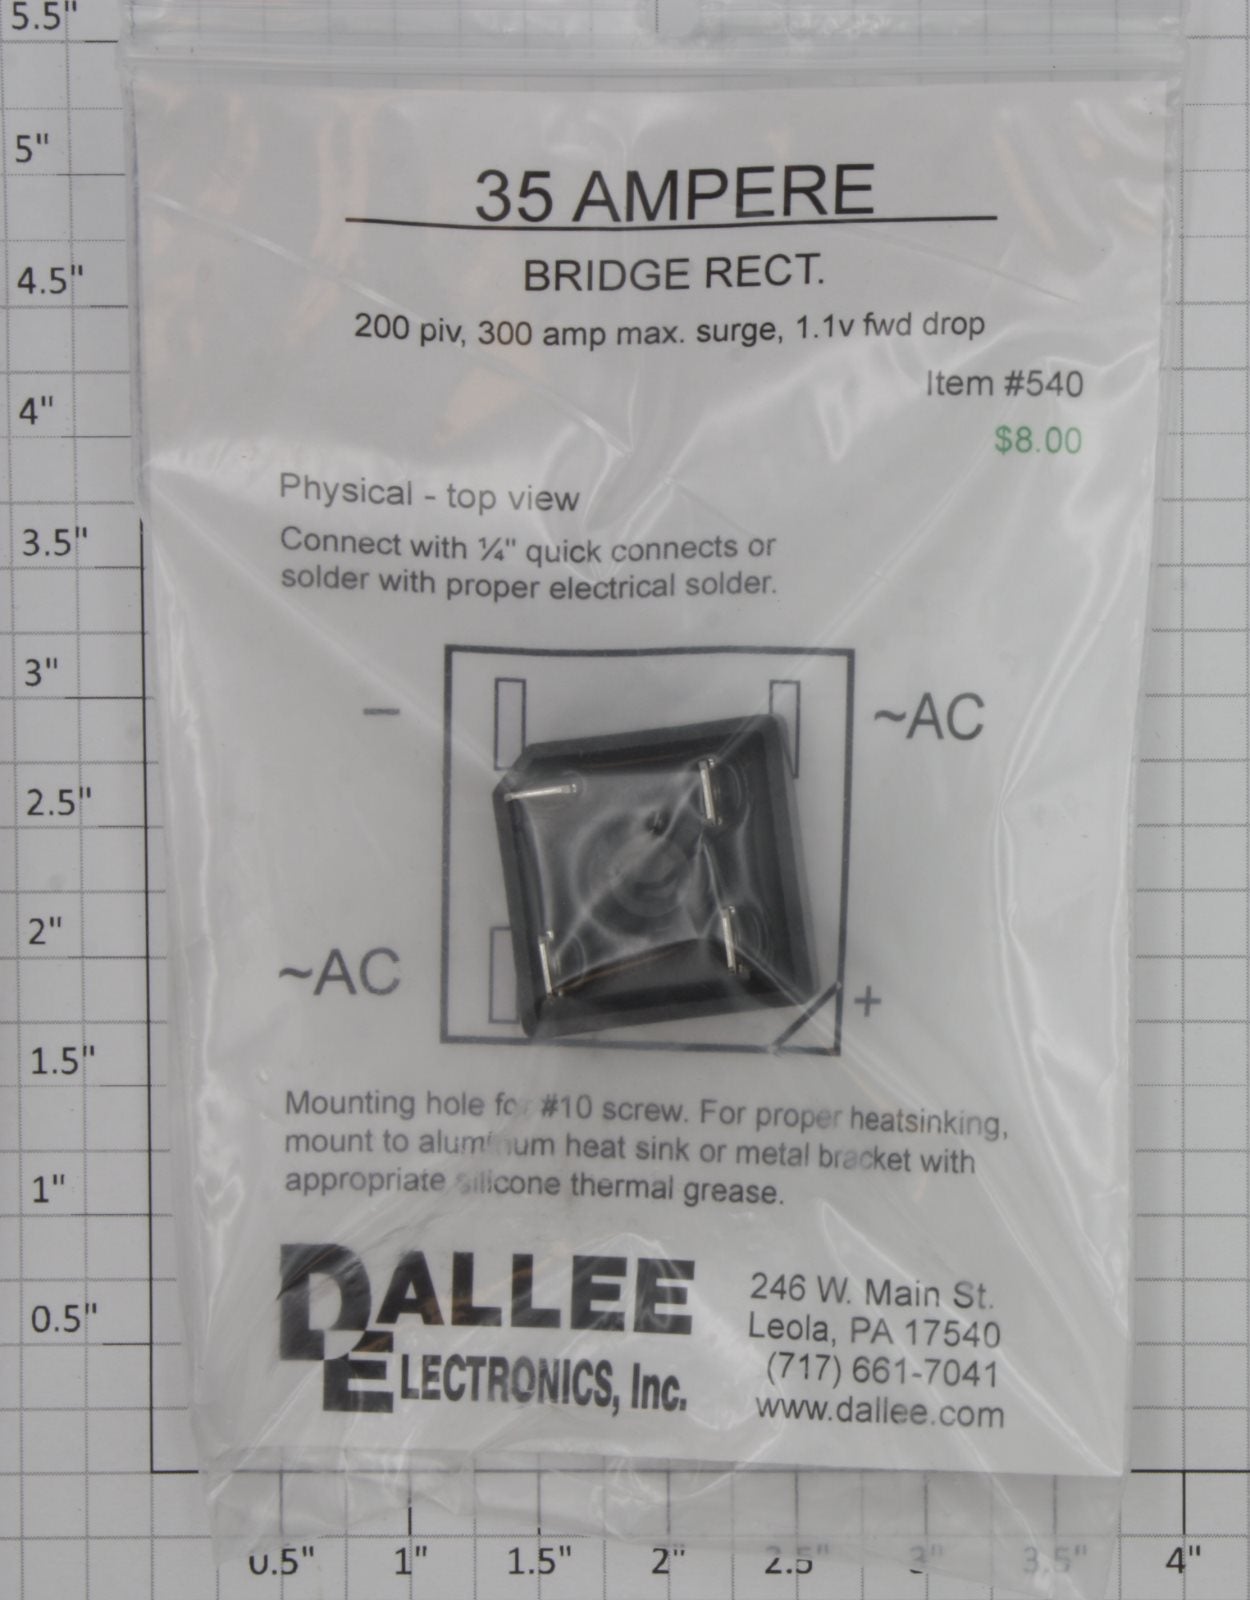 5.5"
5"
4.5"
4"
3.5"
3"
2.5"
2"
1.5"
1"
0.5"
35 AMPERE
BRIDGE RECT.
200 piv, 300 amp max. surge, 1.1v fwd drop
Item #540
$8.00
Physical - top view
Connect with ¼" quick connects or
solder with proper electrical solder.
−
~AC
~AC
+
Mounting hole for #10 screw. For proper heatsinking,
mount to aluminum heat sink or metal bracket with
appropriate silicone thermal grease.
DALLEE
ELECTRONICS, Inc.
246 W. Main St.
Leola, PA 17540
(717) 661-7041
www.dallee.com
0.5" 1" 1.5" 2" 2.5" 3" 3.5" 4"